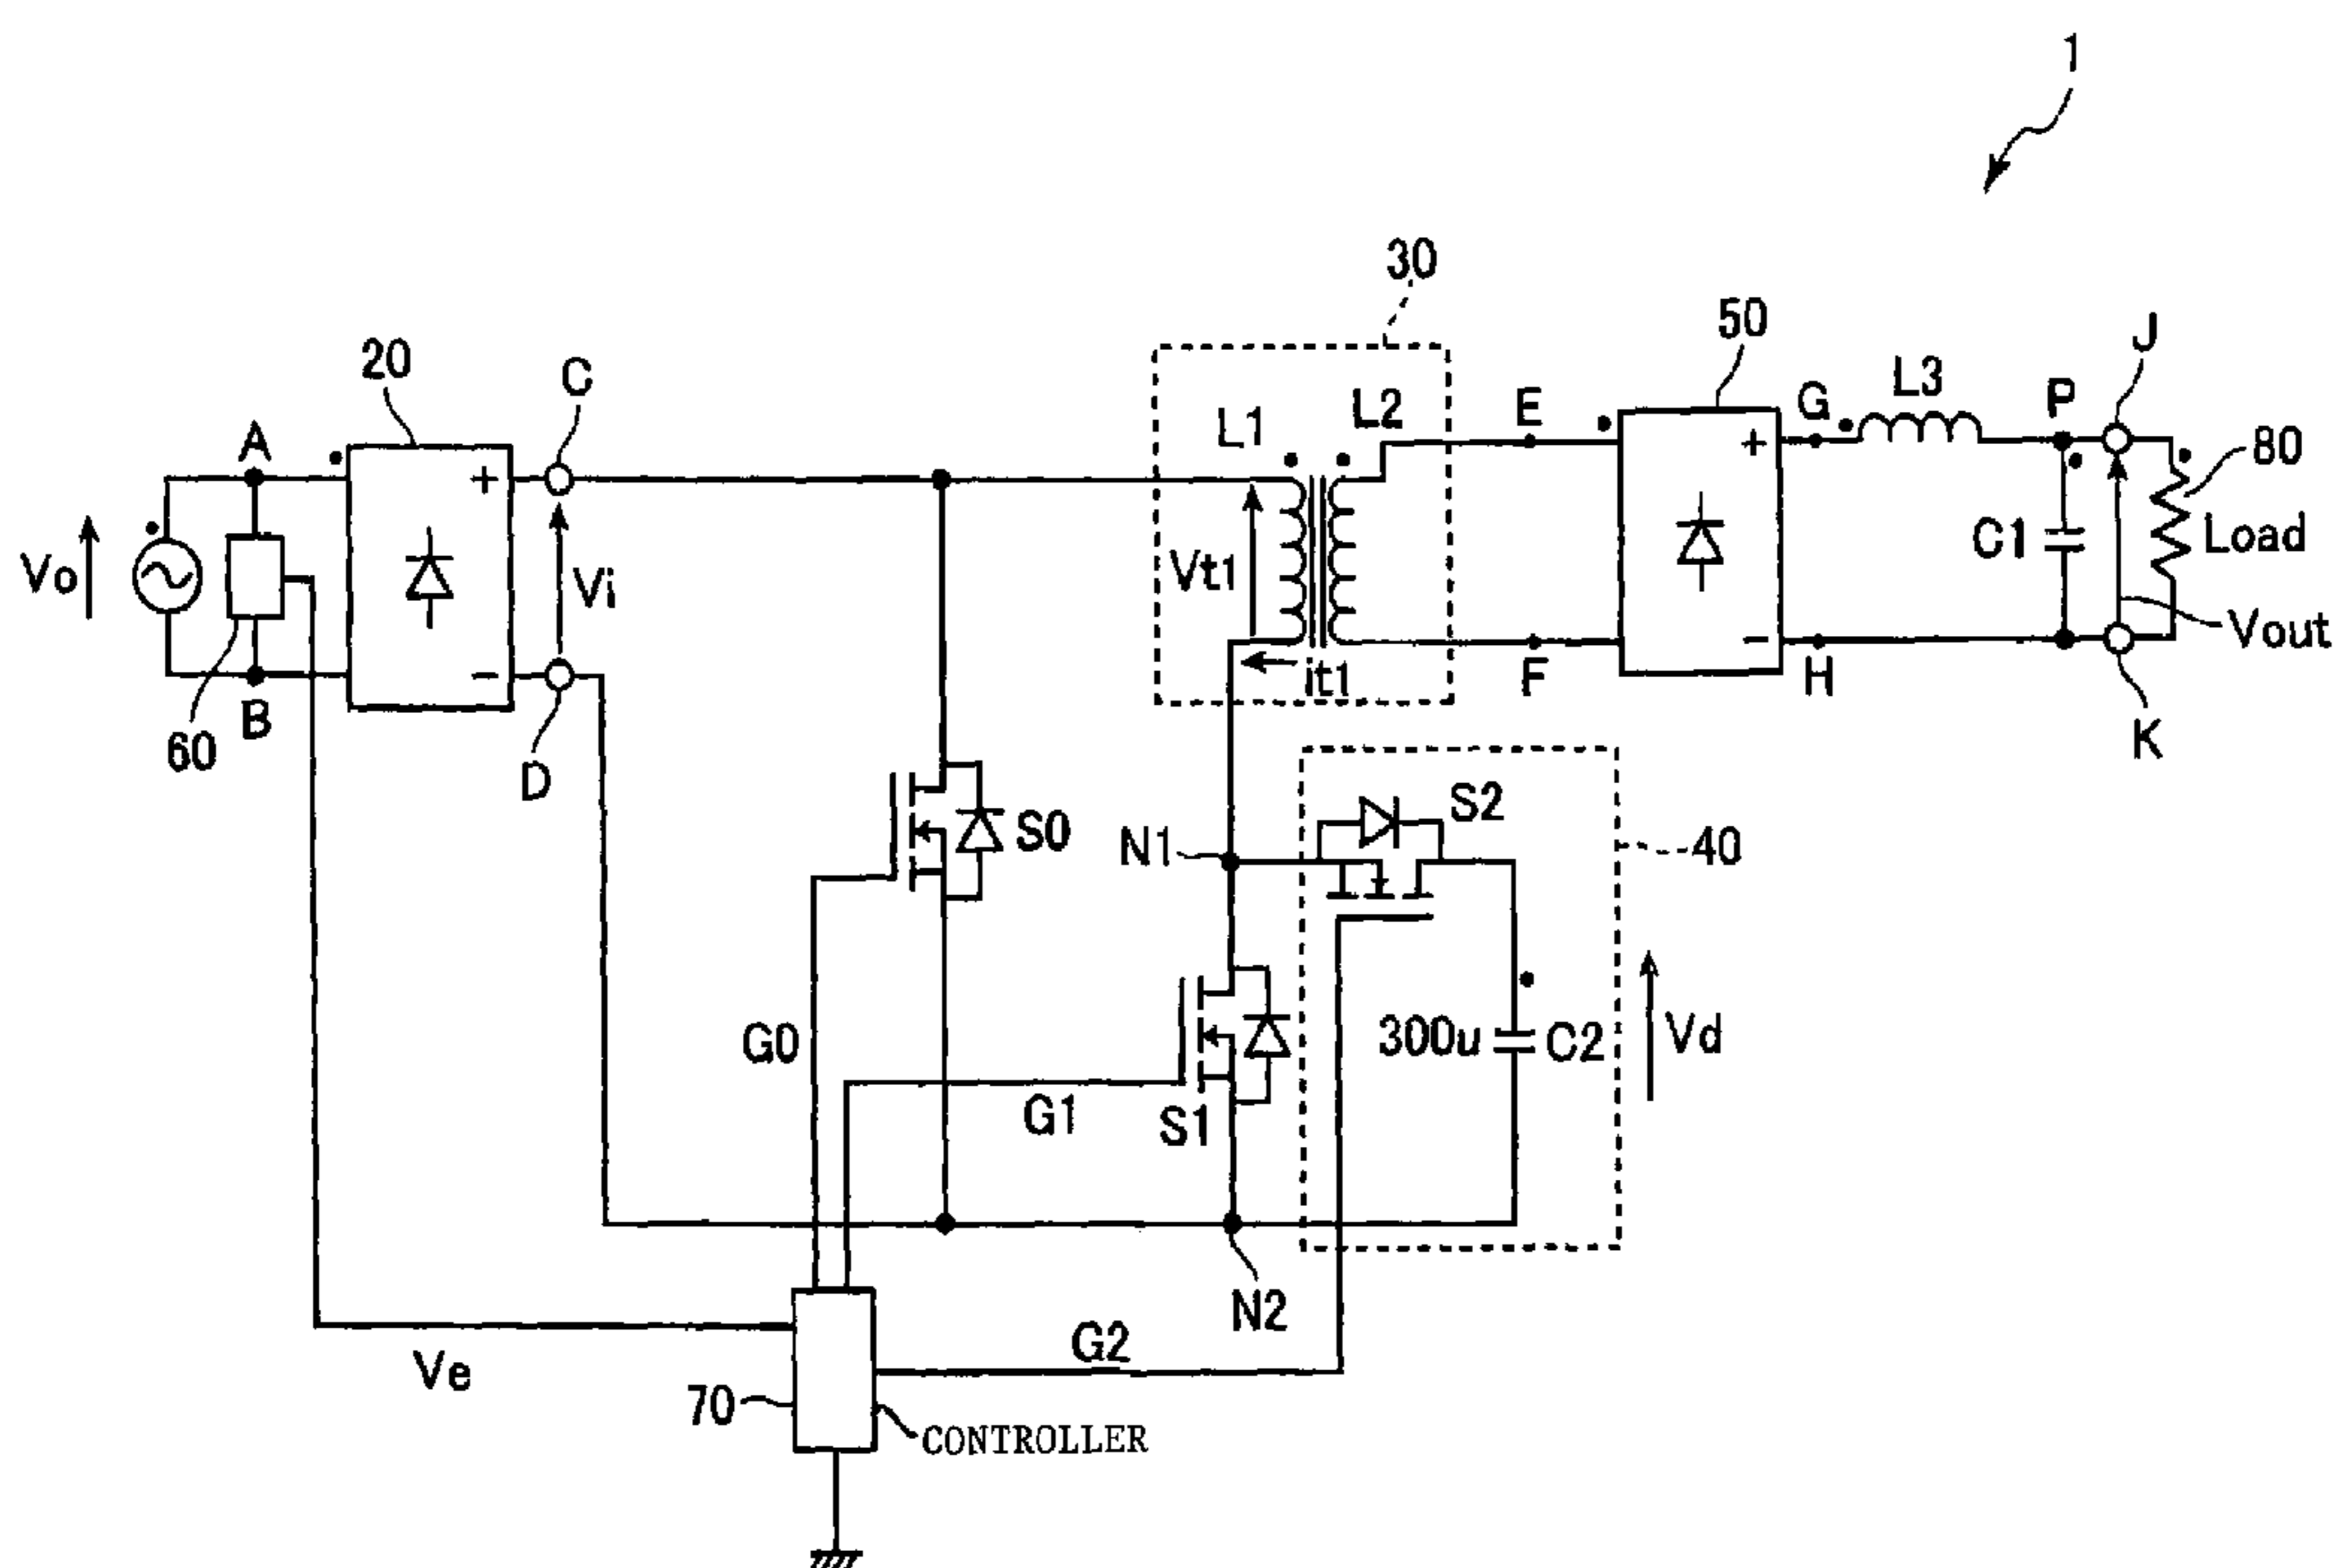 1
30
50
J
20
C
L1
L2
E
G
L3
P
80
A
+
+
Vo
Vi
Vt1
C1
Load
-
-
Vout
60
B
D
it1
F
H
K
S2
N1
S0
40
G0
300u
C2
Vd
G1
S1
N2
G2
Ve
70
CONTROLLER